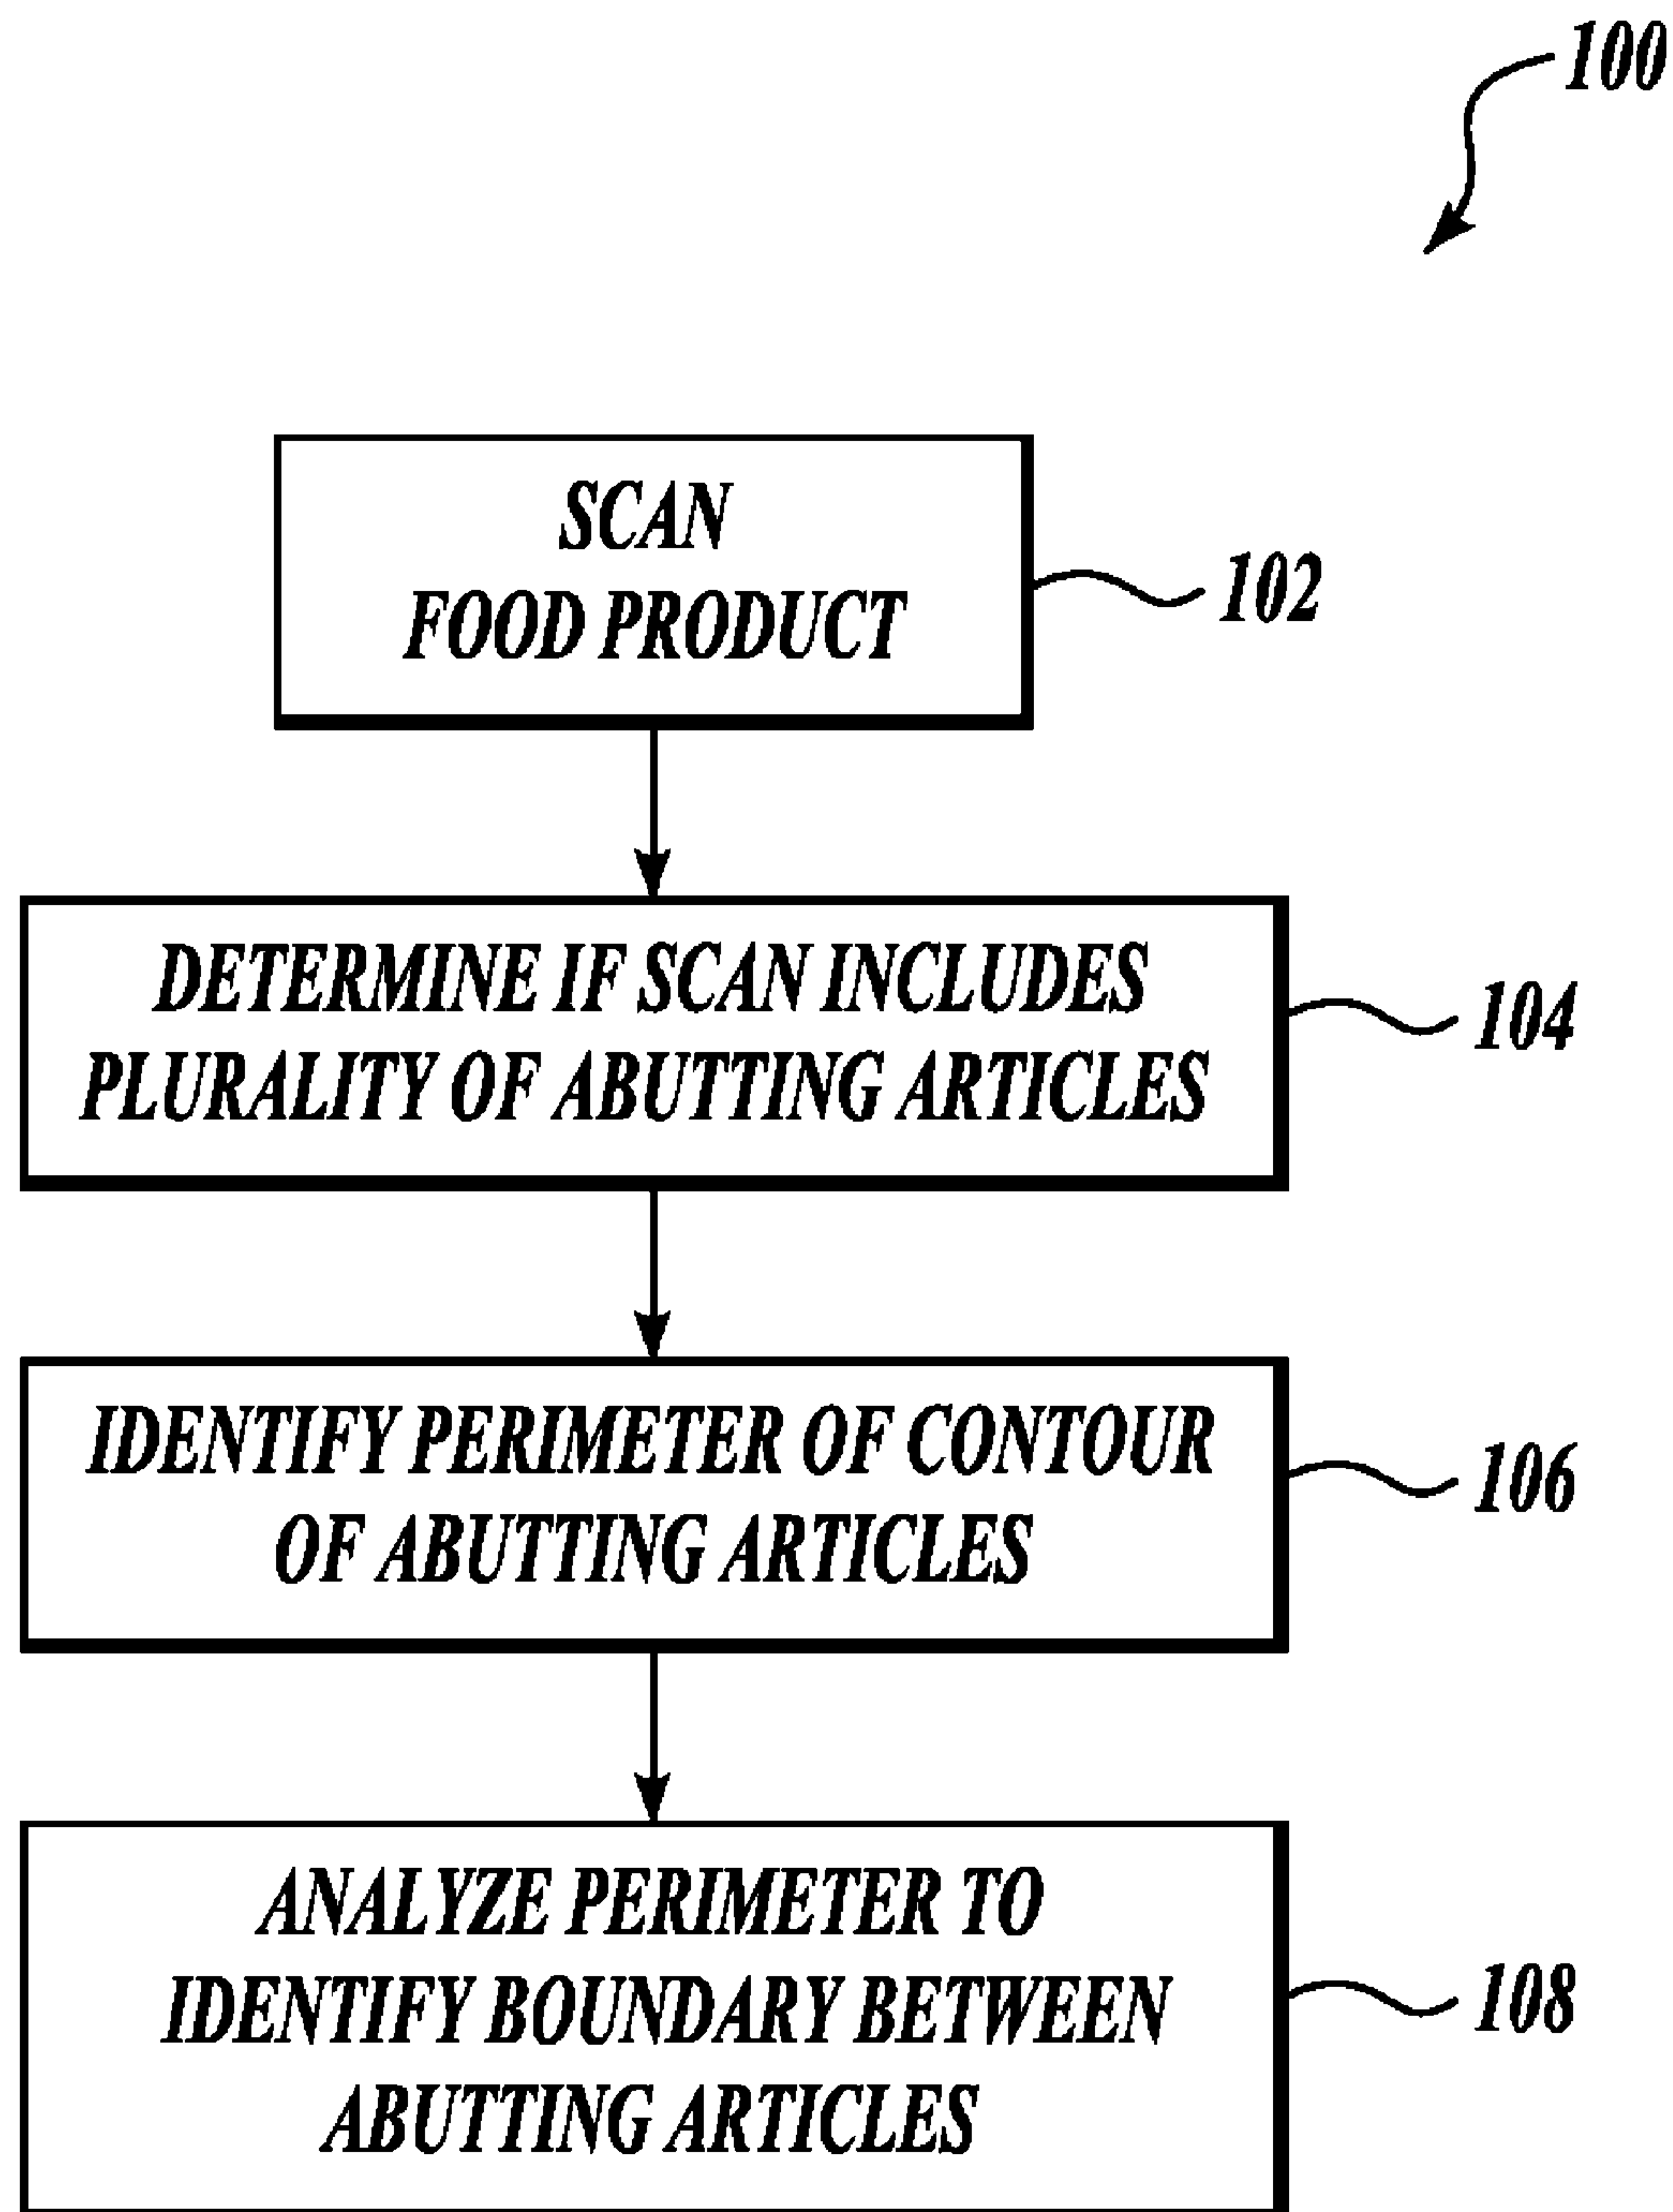 100
SCAN
FOOD PRODUCT
102
DETERMINE IF SCAN INCLUDES
PLURALITY OF ABUTTING ARTICLES
104
IDENTIFY PERIMETER OF CONTOUR
OF ABUTTING ARTICLES
106
ANALYZE PERIMETER TO
IDENTIFY BOUNDARY BETWEEN
ABUTTING ARTICLES
108